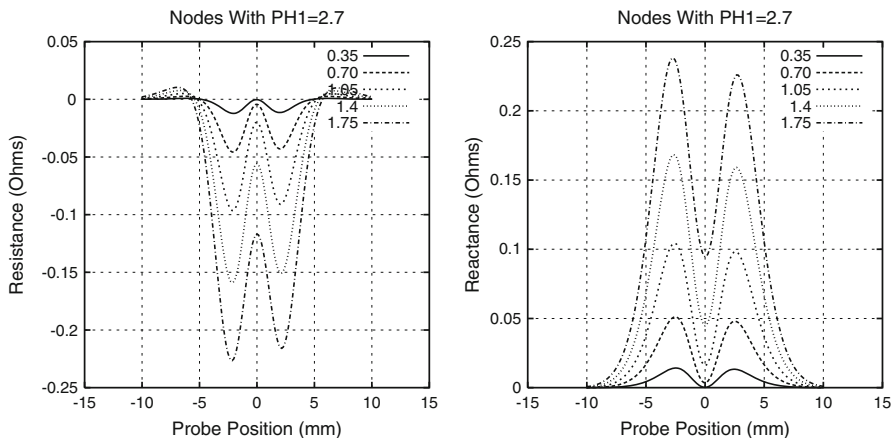 Nodes With PH1=2.7
0.05
0
-0.05
-0.1
-0.15
-0.2
-0.25
Resistance (Ohms)
0.35
0.70
1.05
1.4
1.75
-15 -10 -5 0 5 10 15
Probe Position (mm)
Nodes With PH1=2.7
0.25
0.2
0.15
0.1
0.05
0
Reactance (Ohms)
0.35
0.70
1.05
1.4
1.75
-15 -10 -5 0 5 10 15
Probe Position (mm)